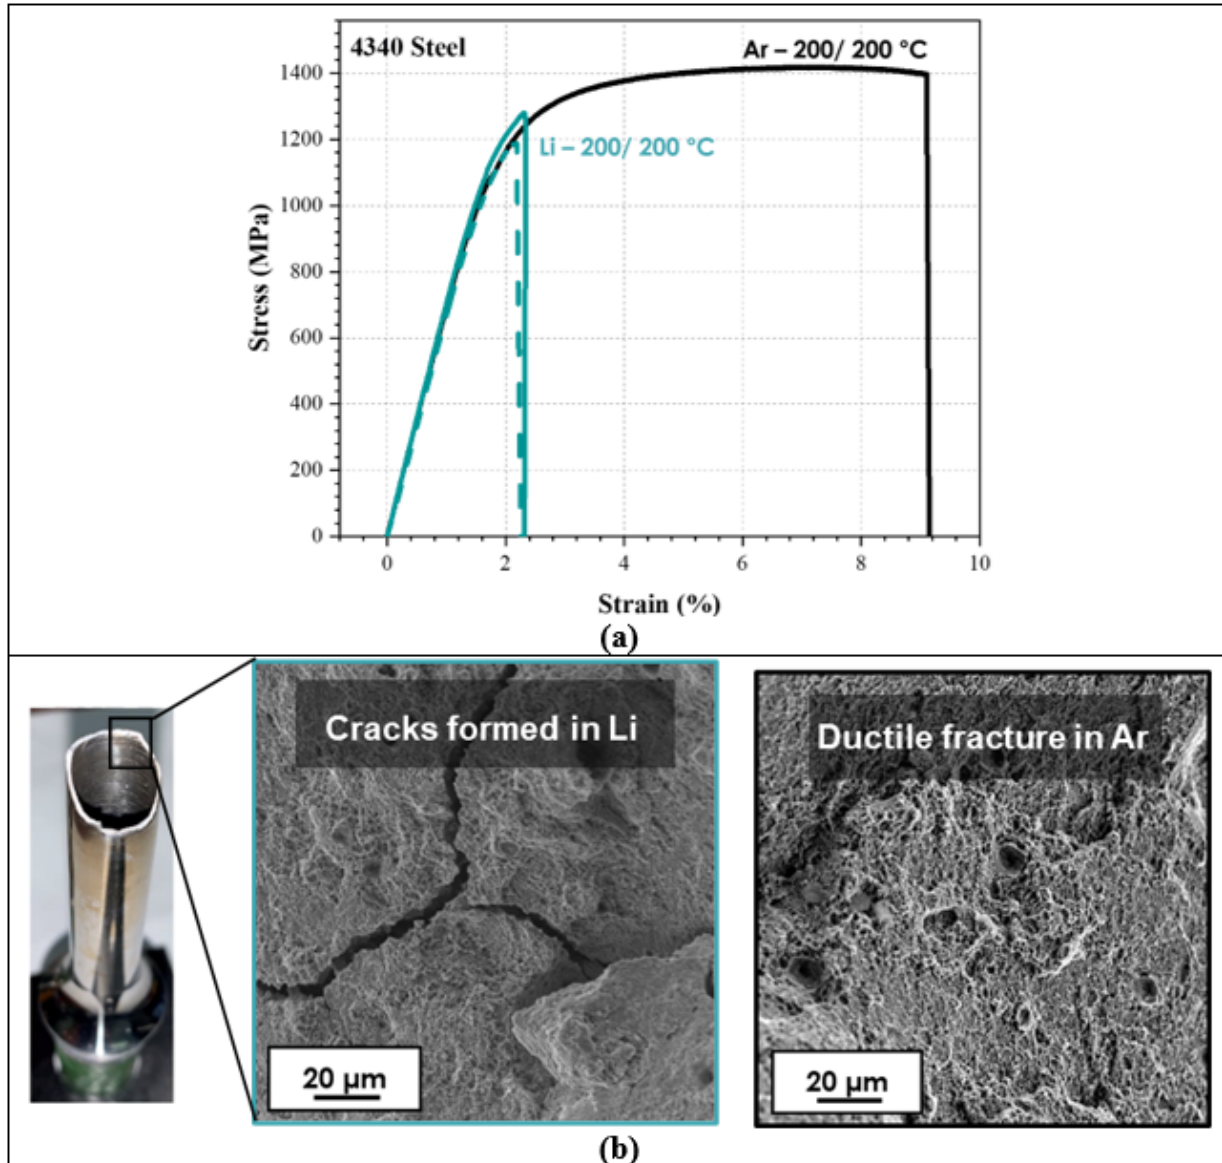 4340 Steel
Ar – 200/ 200 °C
Li – 200/ 200 °C
1400
1200
1000
800
600
400
200
0
Stress (MPa)
0 2 4 6 8 10
Strain (%)
(a)
Cracks formed in Li
Ductile fracture in Ar
20 µm
20 µm
(b)